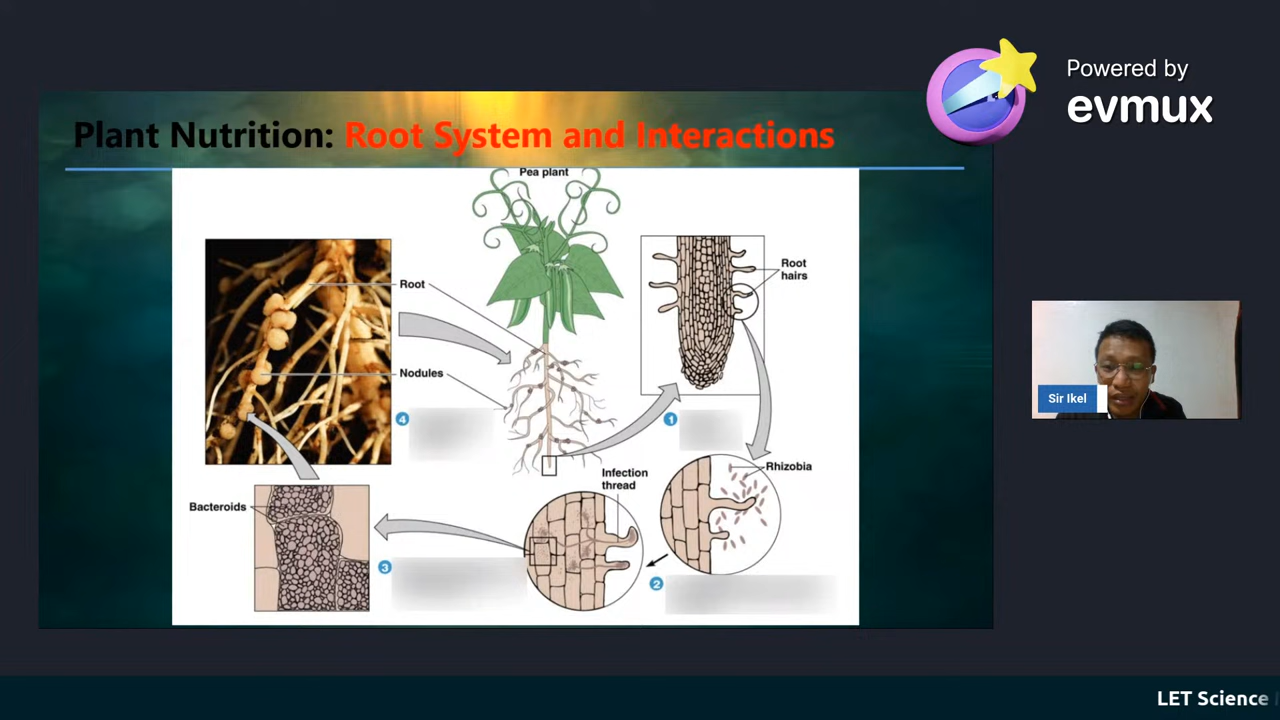 Powered by
evmux
Plant Nutrition: Root System and Interactions
Pea plant
Root
hairs
Root
Nodules
4
1
Sir Ikel
Rhizobia
Infection
thread
Bacteroids
3
2
LET Science